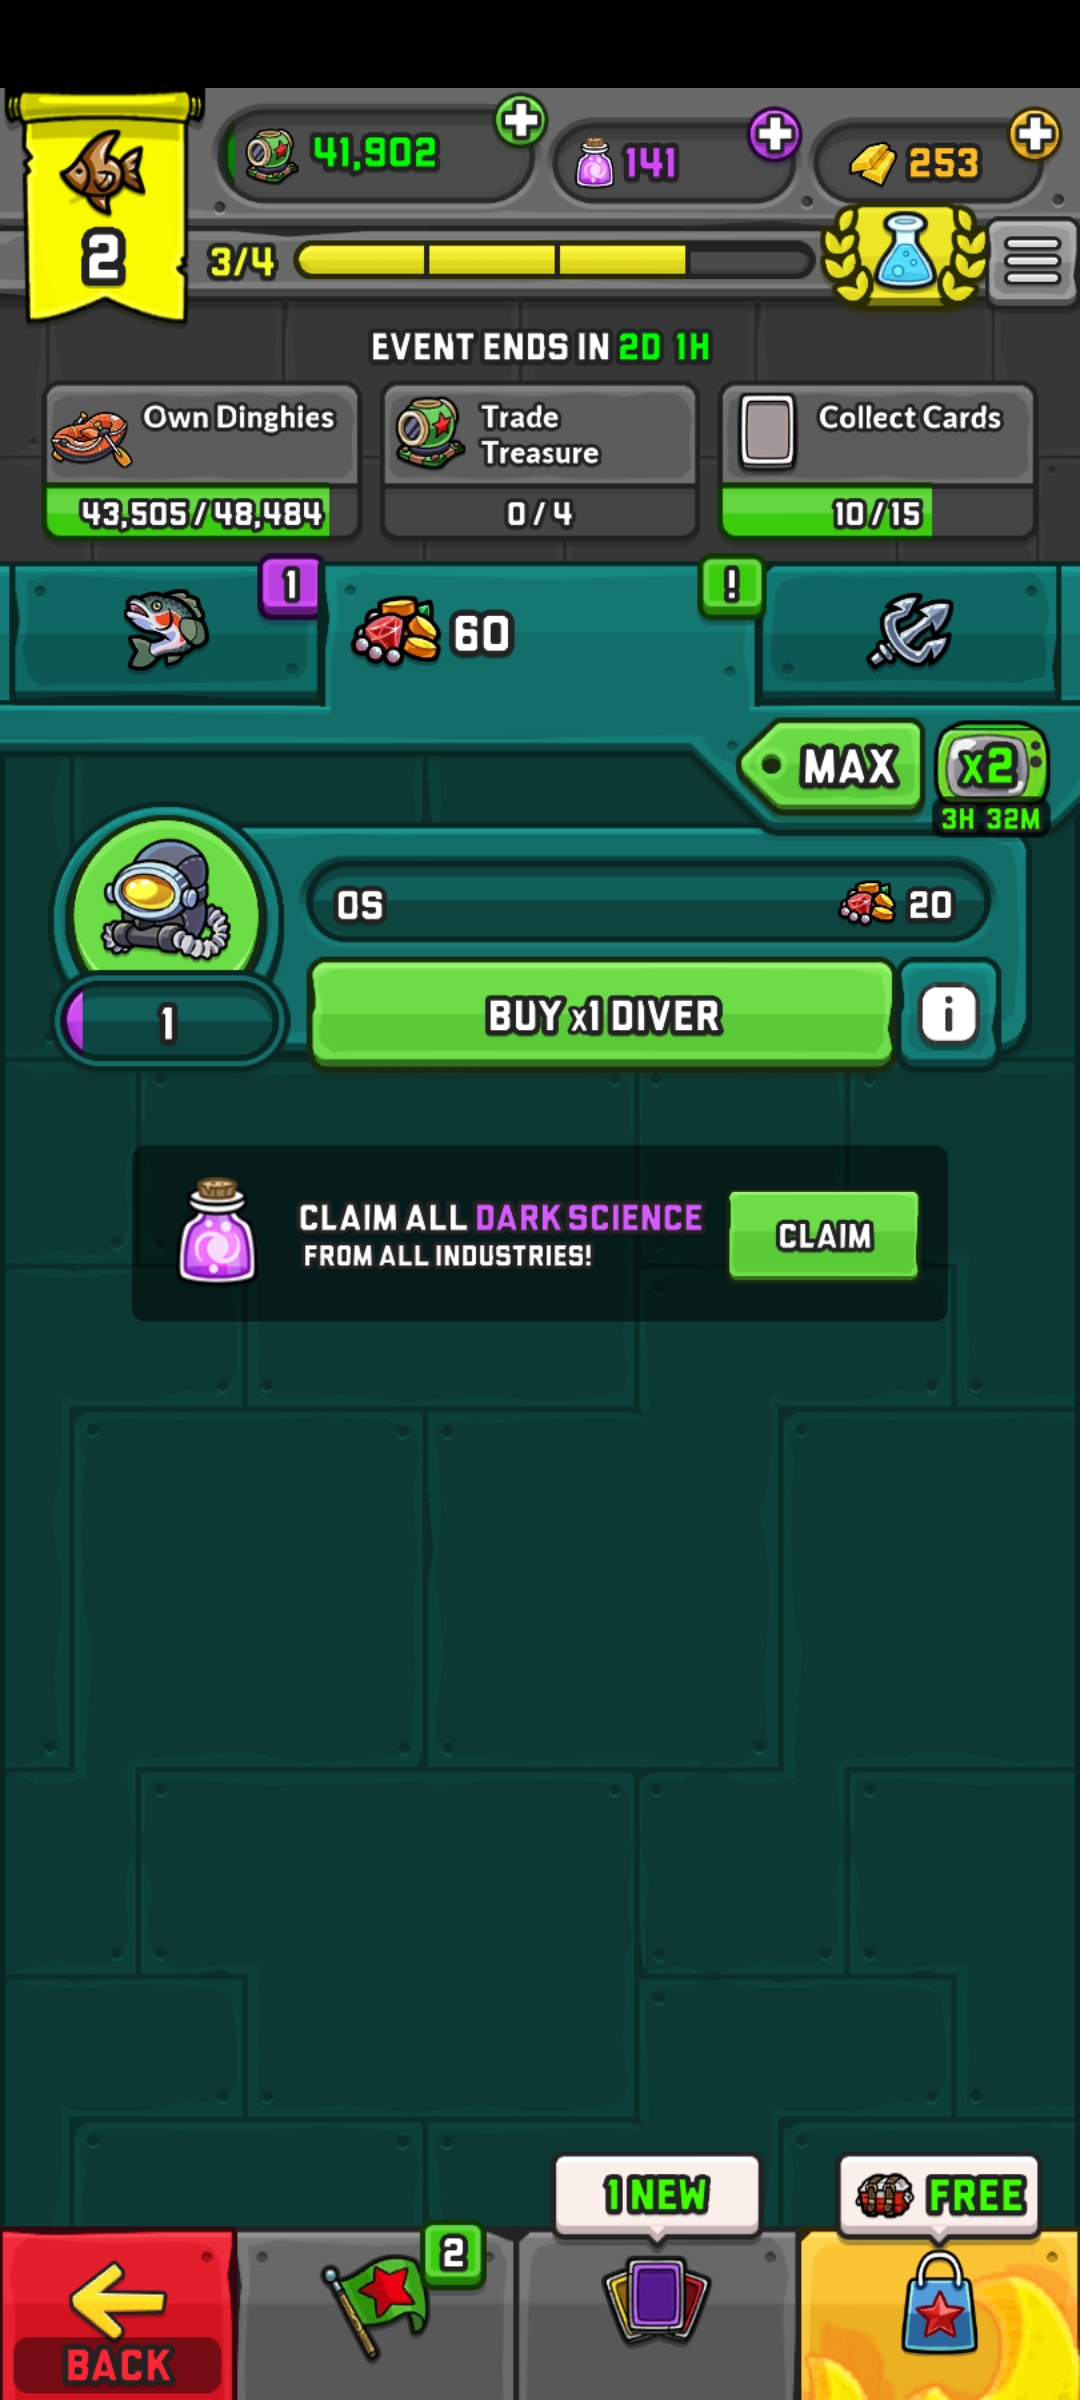 41,902
141
253
2
3/4
EVENT ENDS IN 2D 1H
Own Dinghies
43,505/48,484
Trade
Treasure
0/4
Collect Cards
10/15
1
60
!
MAX
x2
3H 32M
0S
20
1
BUY x1 DIVER
i
CLAIM ALL DARK SCIENCE
FROM ALL INDUSTRIES!
CLAIM
1 NEW
FREE
2
BACK